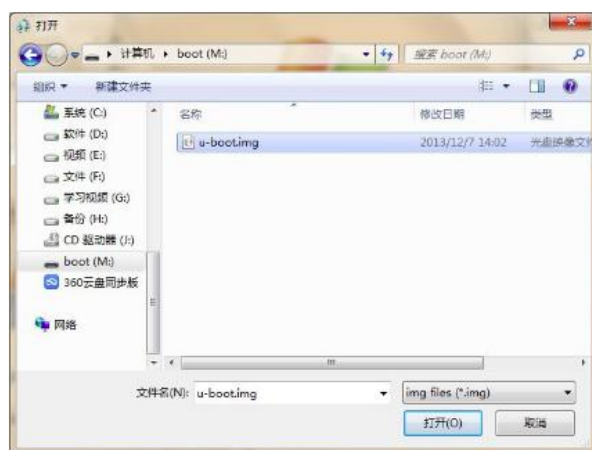 打开
计算机 ▸ boot (M:)
搜索 boot (M:)
组织 ▼ 新建文件夹
系统 (C:)
软件 (D:)
视频 (E:)
文件 (F:)
学习视频 (G:)
备份 (H:)
CD 驱动器 (J:)
boot (M:)
360云盘同步版
网络
名称 修改日期 类型
u-boot.img 2013/12/7 14:02 光盘映像文件
文件名(N): u-boot.img
img files (*.img)
打开(O) 取消